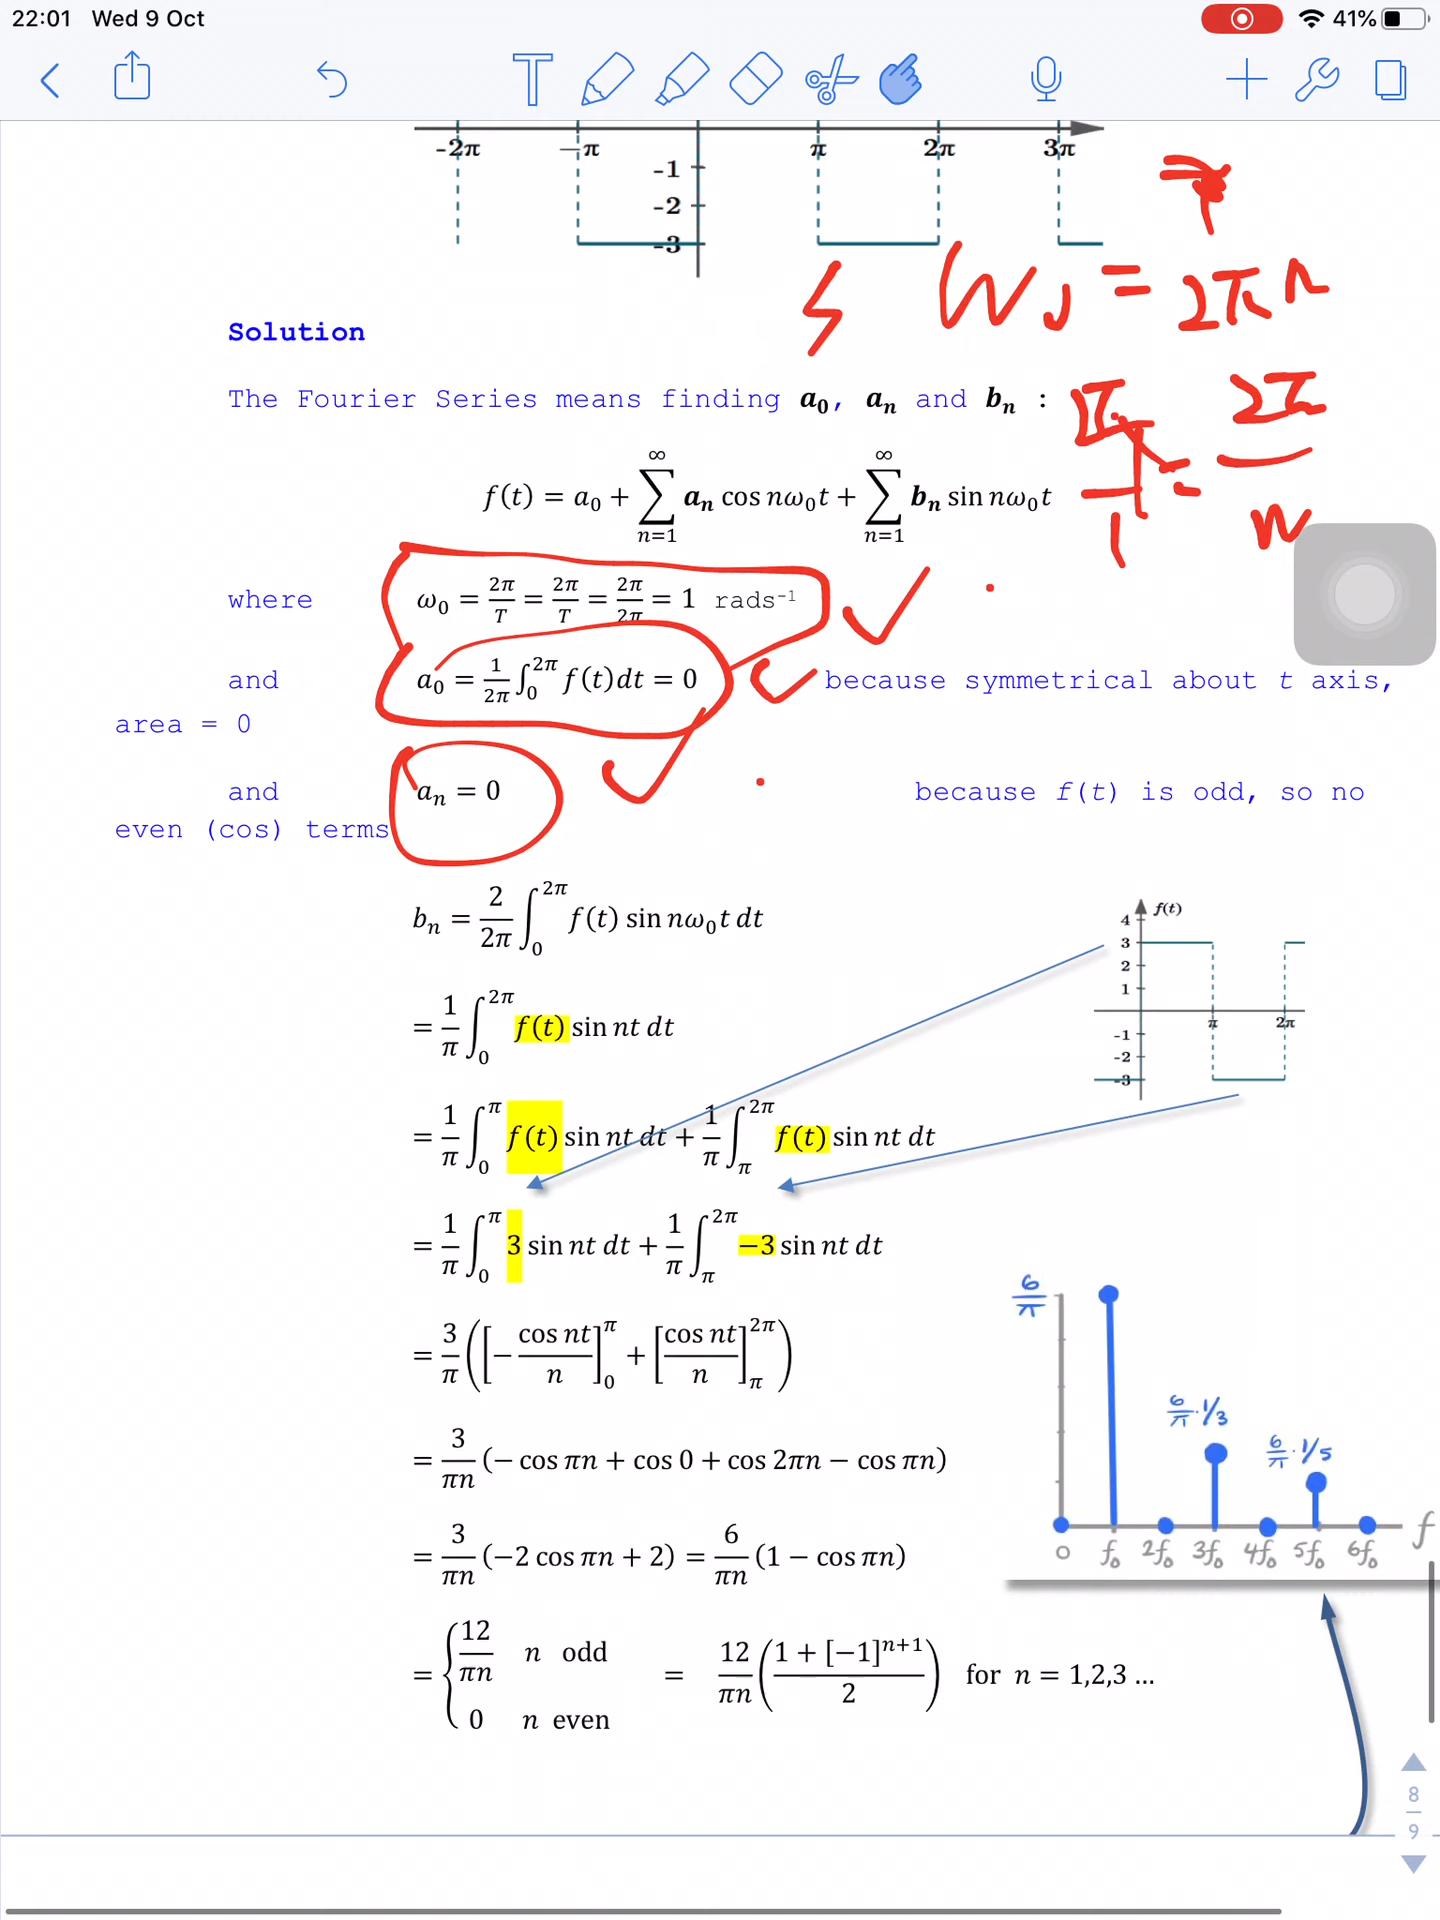 22:01 Wed 9 Oct 41%
-2π -π π 2π 3π
-1
-2
-3
= 2π
Solution
The Fourier Series means finding a₀, aₙ and bₙ :
2π
f(t) = a₀ + ∑_{n=1}^{∞} aₙ cos nω₀t + ∑_{n=1}^{∞} bₙ sin nω₀t
where ω₀ = 2π/T = 2π/T = 2π/2π = 1 rads⁻¹
and a₀ = 1/2π ∫₀^{2π} f(t)dt = 0 because symmetrical about t axis,
area = 0
and aₙ = 0 because f(t) is odd, so no
even (cos) terms
bₙ = 2/2π ∫₀^{2π} f(t) sin nω₀t dt
= 1/π ∫₀^{2π} f(t) sin nt dt
= 1/π ∫₀^{π} f(t) sin nt dt + 1/π ∫_{π}^{2π} f(t) sin nt dt
= 1/π ∫₀^{π} 3 sin nt dt + 1/π ∫_{π}^{2π} −3 sin nt dt
= 3/π ([− cos nt/n]₀^{π} + [cos nt/n]_{π}^{2π})
= 3/πn (− cos πn + cos 0 + cos 2πn − cos πn)
= 3/πn (−2 cos πn + 2) = 6/πn (1 − cos πn)
= { 12/πn n odd
0 n even
= 12/πn ((1 + [−1]^{n+1})/2) for n = 1,2,3 …
f(t)
4
3
2
1
π 2π
-1
-2
-3
6/π
6/π · 1/3
6/π · 1/5
0 f₀ 2f₀ 3f₀ 4f₀ 5f₀ 6f₀ f
8
9